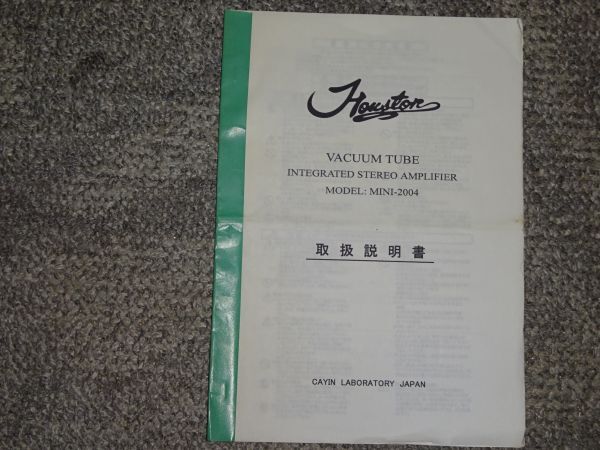 Houston
VACUUM TUBE
INTEGRATED STEREO AMPLIFIER
MODEL: MINI-2004
取扱説明書
CAYIN LABORATORY JAPAN